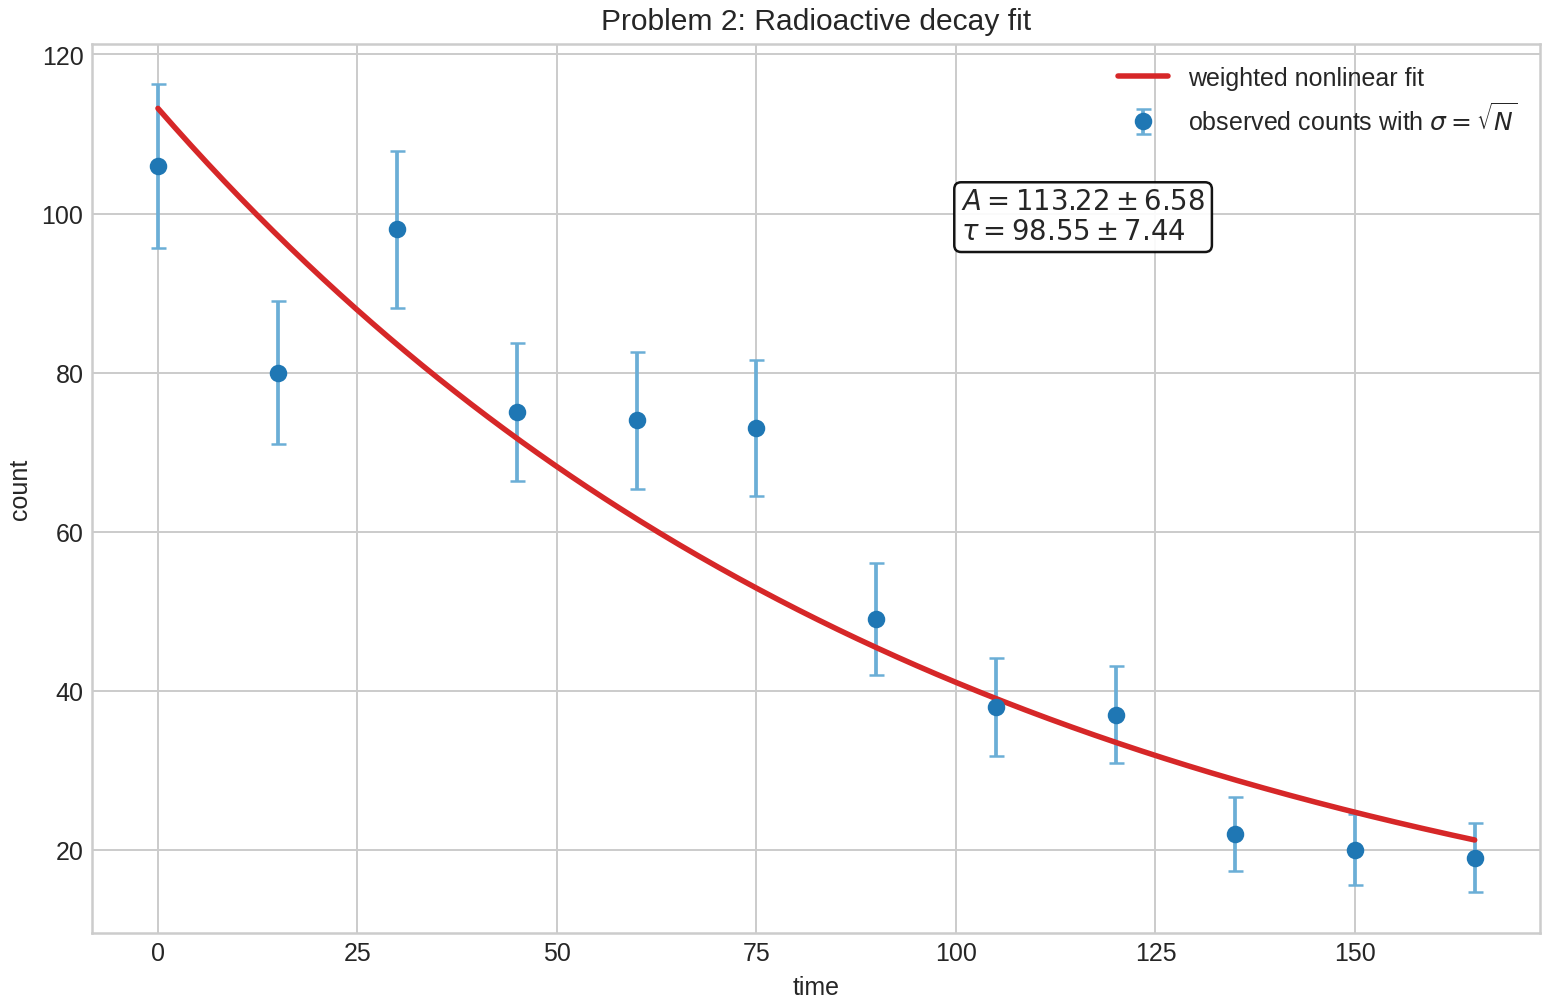 Problem 2: Radioactive decay fit
120
100
80
60
40
20
count
weighted nonlinear fit
observed counts with σ = √N
A = 113.22 ± 6.58
τ = 98.55 ± 7.44
0 25 50 75 100 125 150
time